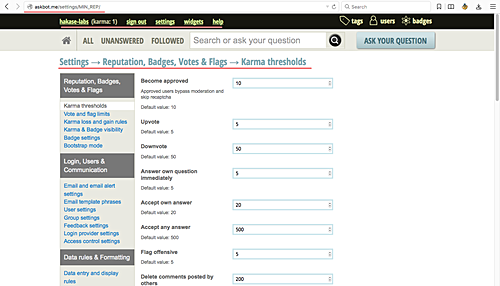 askbot.me/settings/MIN_REP/
hakase-labs (karma: 1) sign out settings widgets help
tags users badges
ALL UNANSWERED FOLLOWED Search or ask your question ASK YOUR QUESTION
Settings → Reputation, Badges, Votes & Flags → Karma thresholds
Reputation, Badges,
Votes & Flags
Karma thresholds
Vote and flag limits
Karma loss and gain rules
Karma & Badge visibility
Badge settings
Bootstrap mode
Login, Users &
Communication
Email and email alert
settings
Email template phrases
User settings
Group settings
Feedback settings
Login provider settings
Access control settings
Data rules & Formatting
Data entry and display
rules
Become approved 10
Approved users bypass moderation and
skip recaptcha
Default value: 10
Upvote 5
Default value: 5
Downvote 50
Default value: 50
Answer own question
immediately 5
Default value: 5
Accept own answer 20
Default value: 20
Accept any answer 500
Default value: 500
Flag offensive 5
Default value: 5
Delete comments posted by
others 200